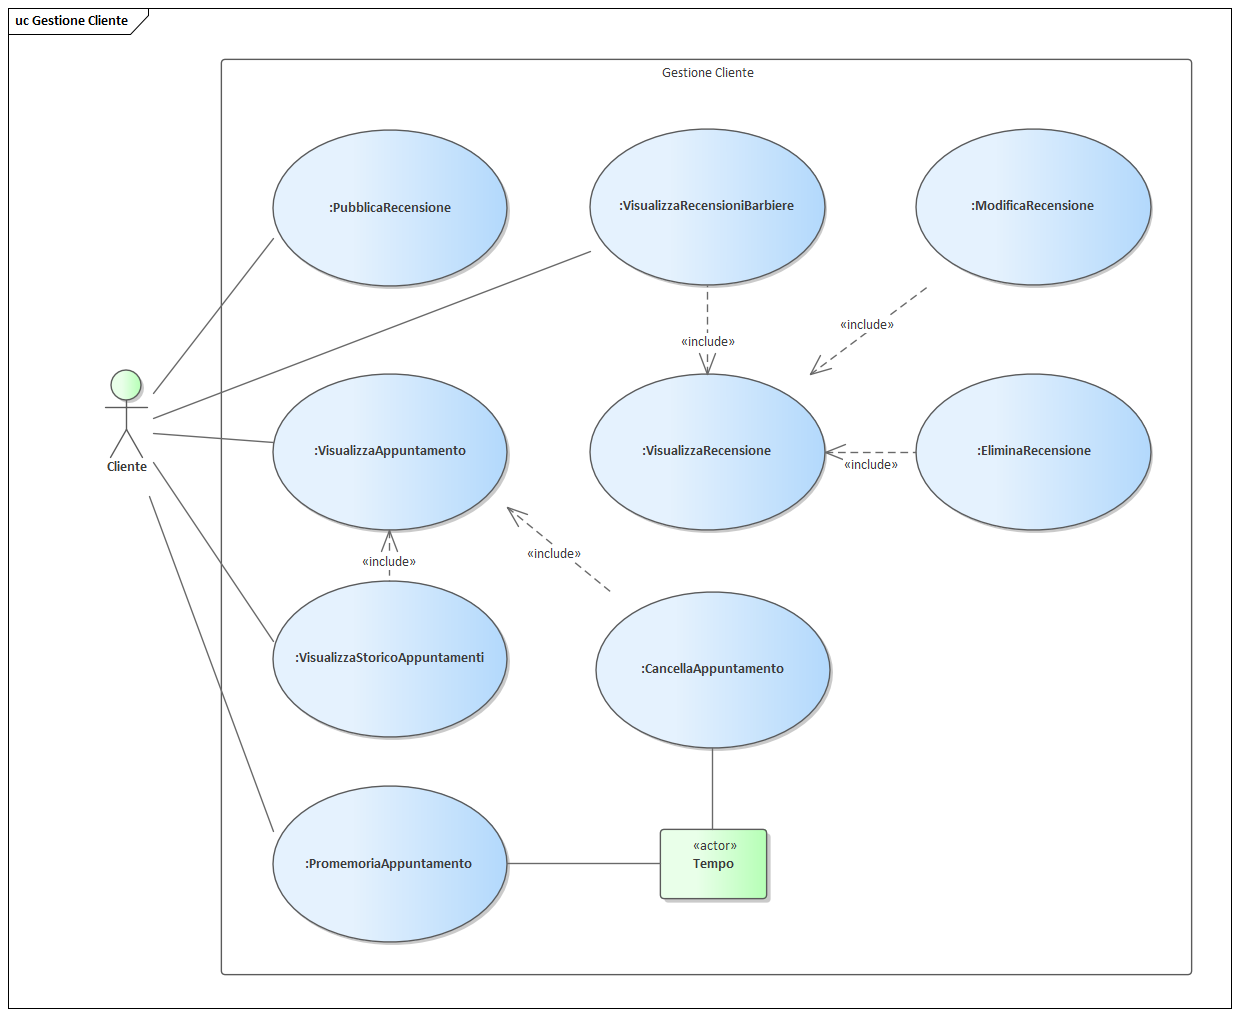 uc Gestione Cliente
Gestione Cliente
:PubblicaRecensione
:VisualizzaRecensioniBarbiere
:ModificaRecensione
«include»
«include»
Cliente
:VisualizzaAppuntamento
:VisualizzaRecensione
:EliminaRecensione
«include»
«include»
«include»
:VisualizzaStoricoAppuntamenti
:CancellaAppuntamento
:PromemoriaAppuntamento
«actor»
Tempo